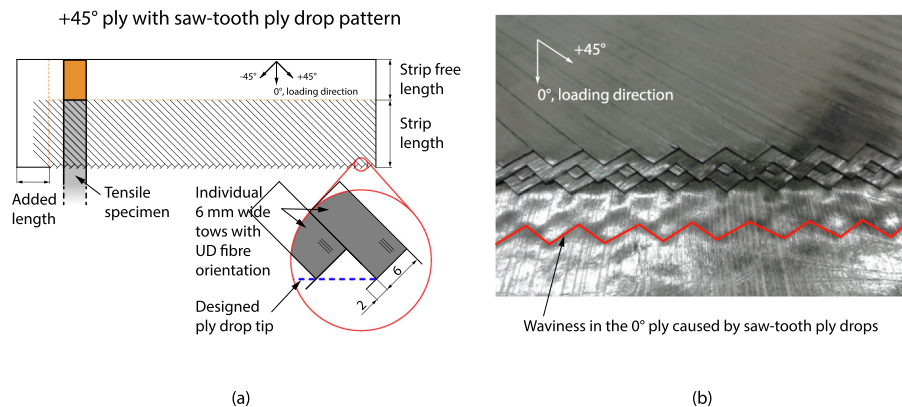 +45° ply with saw-tooth ply drop pattern
-45°
+45°
0°, loading direction
Strip free
length
Strip
length
Added
length
Tensile
specimen
Individual
6 mm wide
tows with
UD fibre
orientation
Designed
ply drop tip
6
2
(a)
+45°
0°, loading direction
Waviness in the 0° ply caused by saw-tooth ply drops
(b)